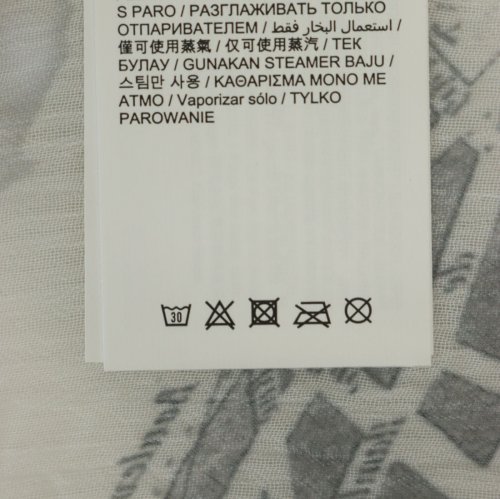 S PARO / РАЗГЛАЖИВАТЬ ТОЛЬКО
ОТПАРИВАТЕЛЕМ / استعمال البخار فقط /
僅可使用蒸氣 / 仅可使用蒸汽 / ТЕК
БУЛАУ / GUNAKAN STEAMER BAJU /
스팀만 사용 / ΚΑΘΑΡΙΣΜΑ ΜΟΝΟ ΜΕ
ΑΤΜΟ / Vaporizar sólo / TYLKO
PAROWANIE
30